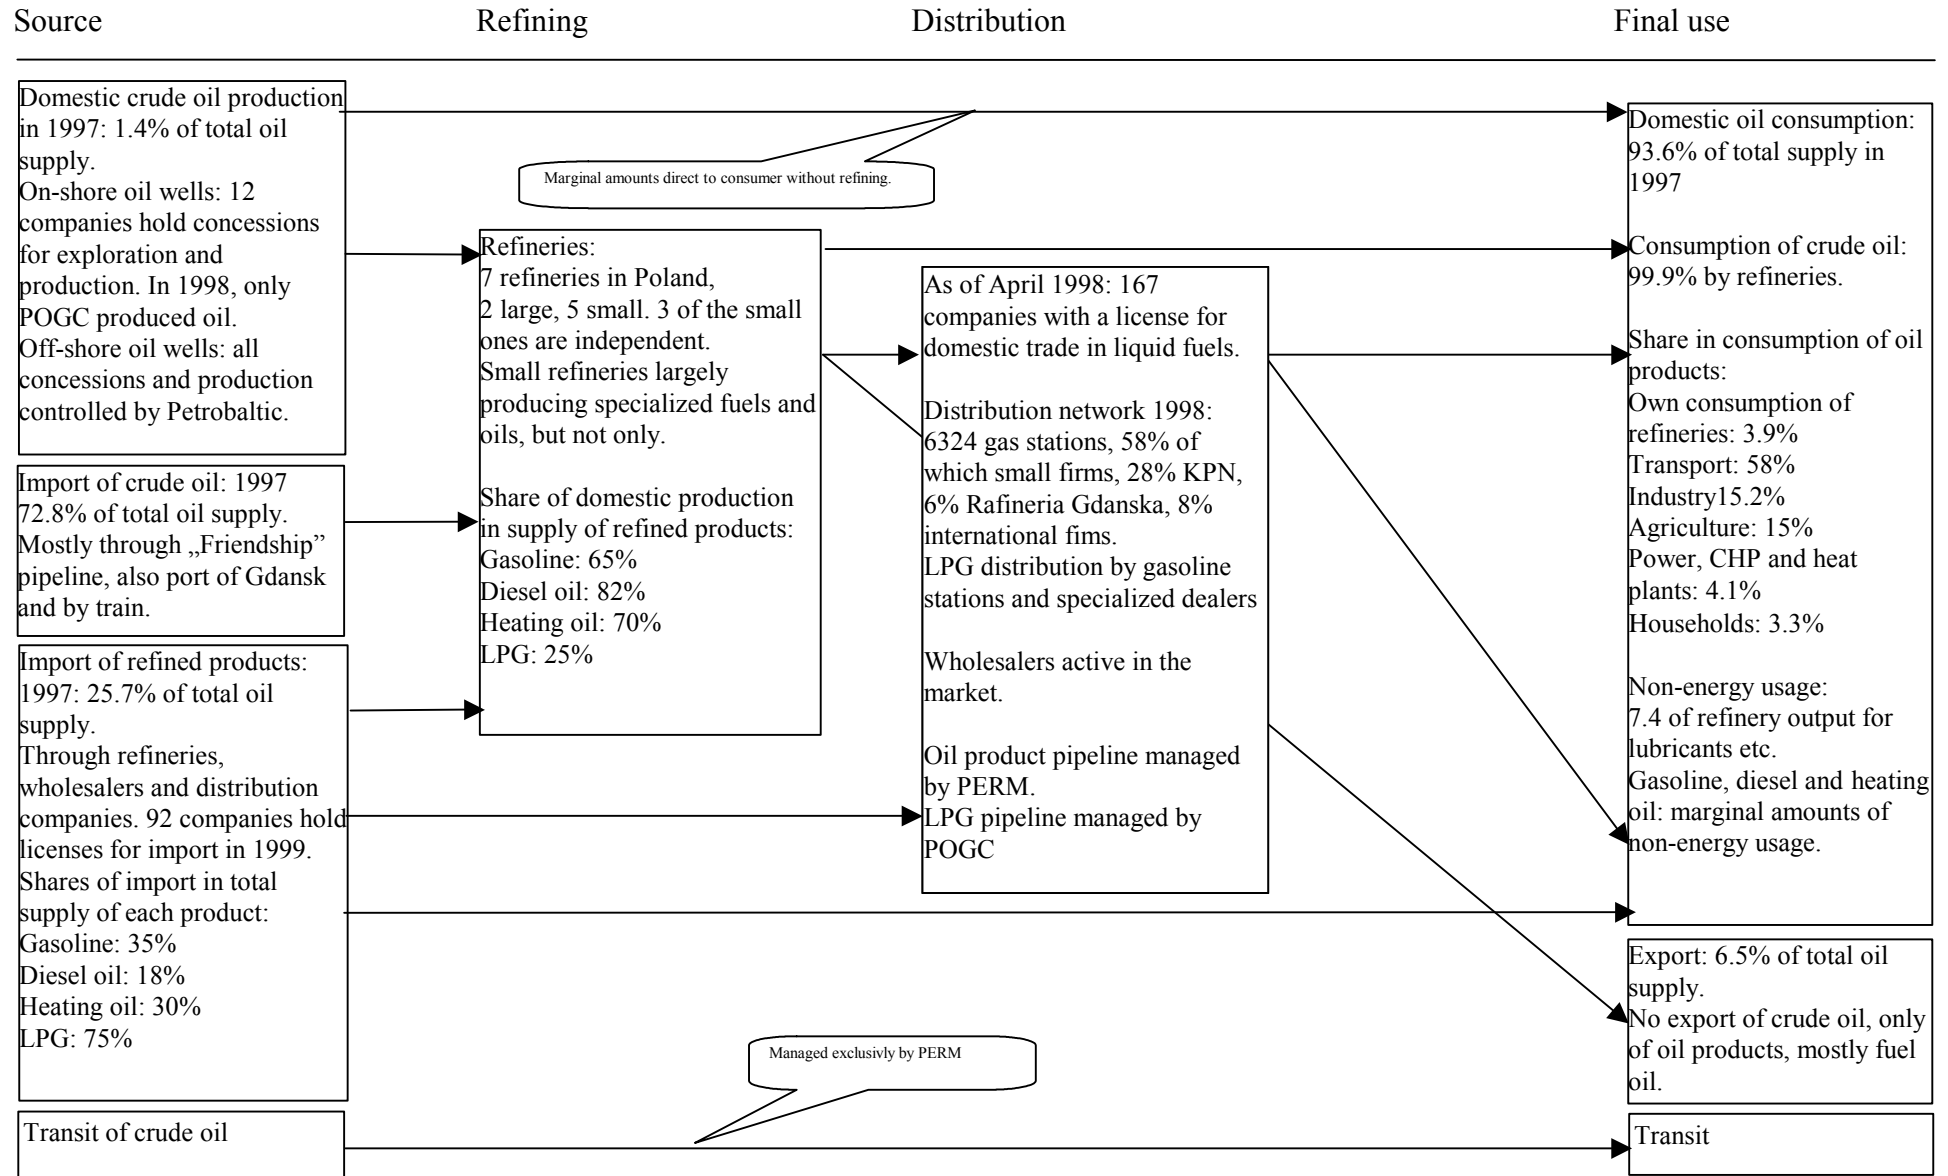 Source
Refining
Distribution
Final use
Domestic crude oil production
in 1997: 1.4% of total oil
supply.
On-shore oil wells: 12
companies hold concessions
for exploration and
production. In 1998, only
POGC produced oil.
Off-shore oil wells: all
concessions and production
controlled by Petrobaltic.
Import of crude oil: 1997
72.8% of total oil supply.
Mostly through „Friendship”
pipeline, also port of Gdansk
and by train.
Import of refined products:
1997: 25.7% of total oil
supply.
Through refineries,
wholesalers and distribution
companies. 92 companies hold
licenses for import in 1999.
Shares of import in total
supply of each product:
Gasoline: 35%
Diesel oil: 18%
Heating oil: 30%
LPG: 75%
Transit of crude oil
Marginal amounts direct to consumer without refining.
Refineries:
7 refineries in Poland,
2 large, 5 small. 3 of the small
ones are independent.
Small refineries largely
producing specialized fuels and
oils, but not only.
Share of domestic production
in supply of refined products:
Gasoline: 65%
Diesel oil: 82%
Heating oil: 70%
LPG: 25%
As of April 1998: 167
companies with a license for
domestic trade in liquid fuels.
Distribution network 1998:
6324 gas stations, 58% of
which small firms, 28% KPN,
6% Rafineria Gdanska, 8%
international fims.
LPG distribution by gasoline
stations and specialized dealers
Wholesalers active in the
market.
Oil product pipeline managed
by PERM.
LPG pipeline managed by
POGC
Managed exclusivly by PERM
Domestic oil consumption:
93.6% of total supply in
1997
Consumption of crude oil:
99.9% by refineries.
Share in consumption of oil
products:
Own consumption of
refineries: 3.9%
Transport: 58%
Industry15.2%
Agriculture: 15%
Power, CHP and heat
plants: 4.1%
Households: 3.3%
Non-energy usage:
7.4 of refinery output for
lubricants etc.
Gasoline, diesel and heating
oil: marginal amounts of
non-energy usage.
Export: 6.5% of total oil
supply.
No export of crude oil, only
of oil products, mostly fuel
oil.
Transit